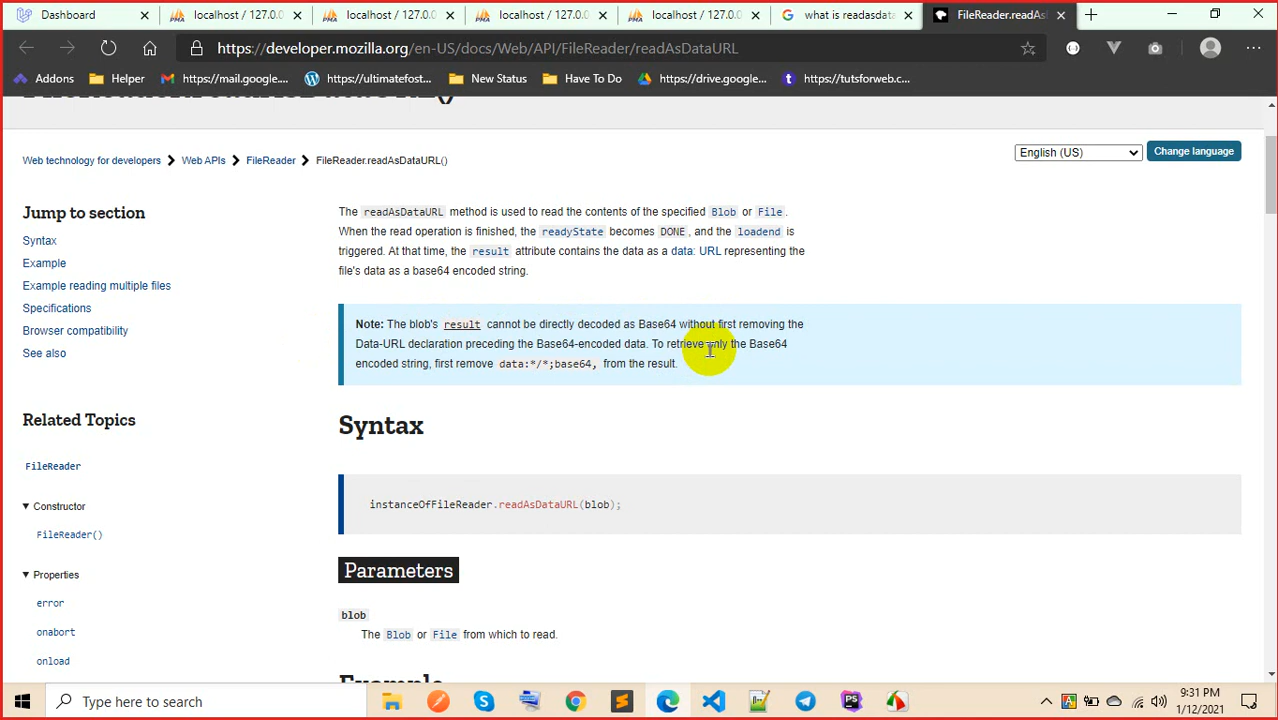 Dashboard
localhost / 127.0.
localhost / 127.0.
localhost / 127.0.
localhost / 127.0.
what is readasdata
FileReader.readAs
https://developer.mozilla.org/en-US/docs/Web/API/FileReader/readAsDataURL
Addons
Helper
https://mail.google....
https://ultimatefost...
New Status
Have To Do
https://drive.google...
https://tutsforweb.c...
Web technology for developers
Web APIs
FileReader
FileReader.readAsDataURL()
English (US)
Change language
Jump to section
Syntax
Example
Example reading multiple files
Specifications
Browser compatibility
See also
Related Topics
FileReader
Constructor
FileReader()
Properties
error
onabort
onload
The readAsDataURL method is used to read the contents of the specified Blob or File.
When the read operation is finished, the readyState becomes DONE, and the loadend is
triggered. At that time, the result attribute contains the data as a data: URL representing the
file's data as a base64 encoded string.
Note: The blob's result cannot be directly decoded as Base64 without first removing the
Data-URL declaration preceding the Base64-encoded data. To retrieve only the Base64
encoded string, first remove data:*/*;base64, from the result.
Syntax
instanceOfFileReader.readAsDataURL(blob);
Parameters
blob
The Blob or File from which to read.
Example
Type here to search
9:31 PM
1/12/2021